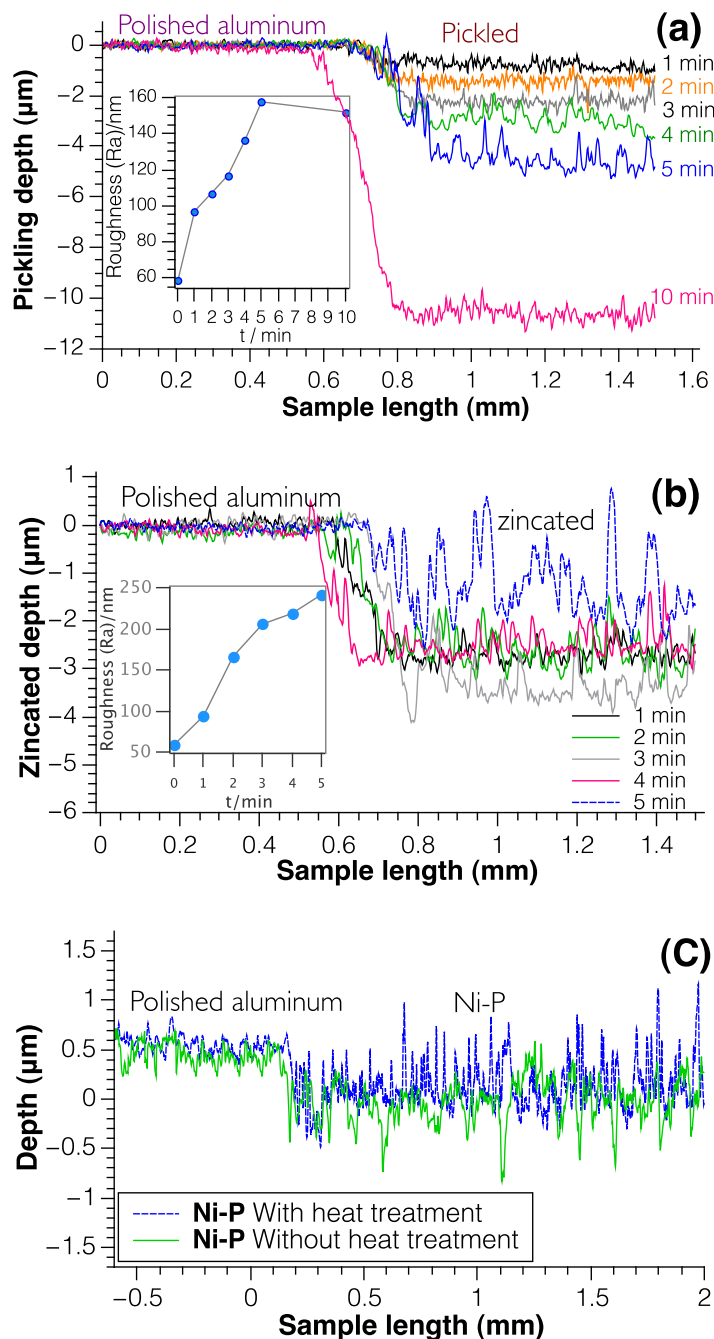 Polished aluminum
(a)
Pickled
0
−2
−4
−6
−8
−10
−12
Pickling depth (μm)
1 min
2 min
3 min
4 min
5 min
10 min
160
140
120
100
80
60
Roughness (Ra)/nm
0 1 2 3 4 5 6 7 8 9 10
t / min
0 0.2 0.4 0.6 0.8 1.0 1.2 1.4 1.6
Sample length (mm)
(b)
Polished aluminum
zincated
1
0
−1
−2
−3
−4
−5
−6
Zincated depth (μm)
250
200
150
100
50
Roughness (Ra)/nm
0 1 2 3 4 5
t/min
1 min
2 min
3 min
4 min
5 min
0 0.2 0.4 0.6 0.8 1 1.2 1.4
Sample length (mm)
(C)
Polished aluminum
Ni-P
1.5
1
0.5
0
−0.5
−1
−1.5
Depth (μm)
Ni-P With heat treatment
Ni-P Without heat treatment
−0.5 0 0.5 1 1.5 2
Sample length (mm)